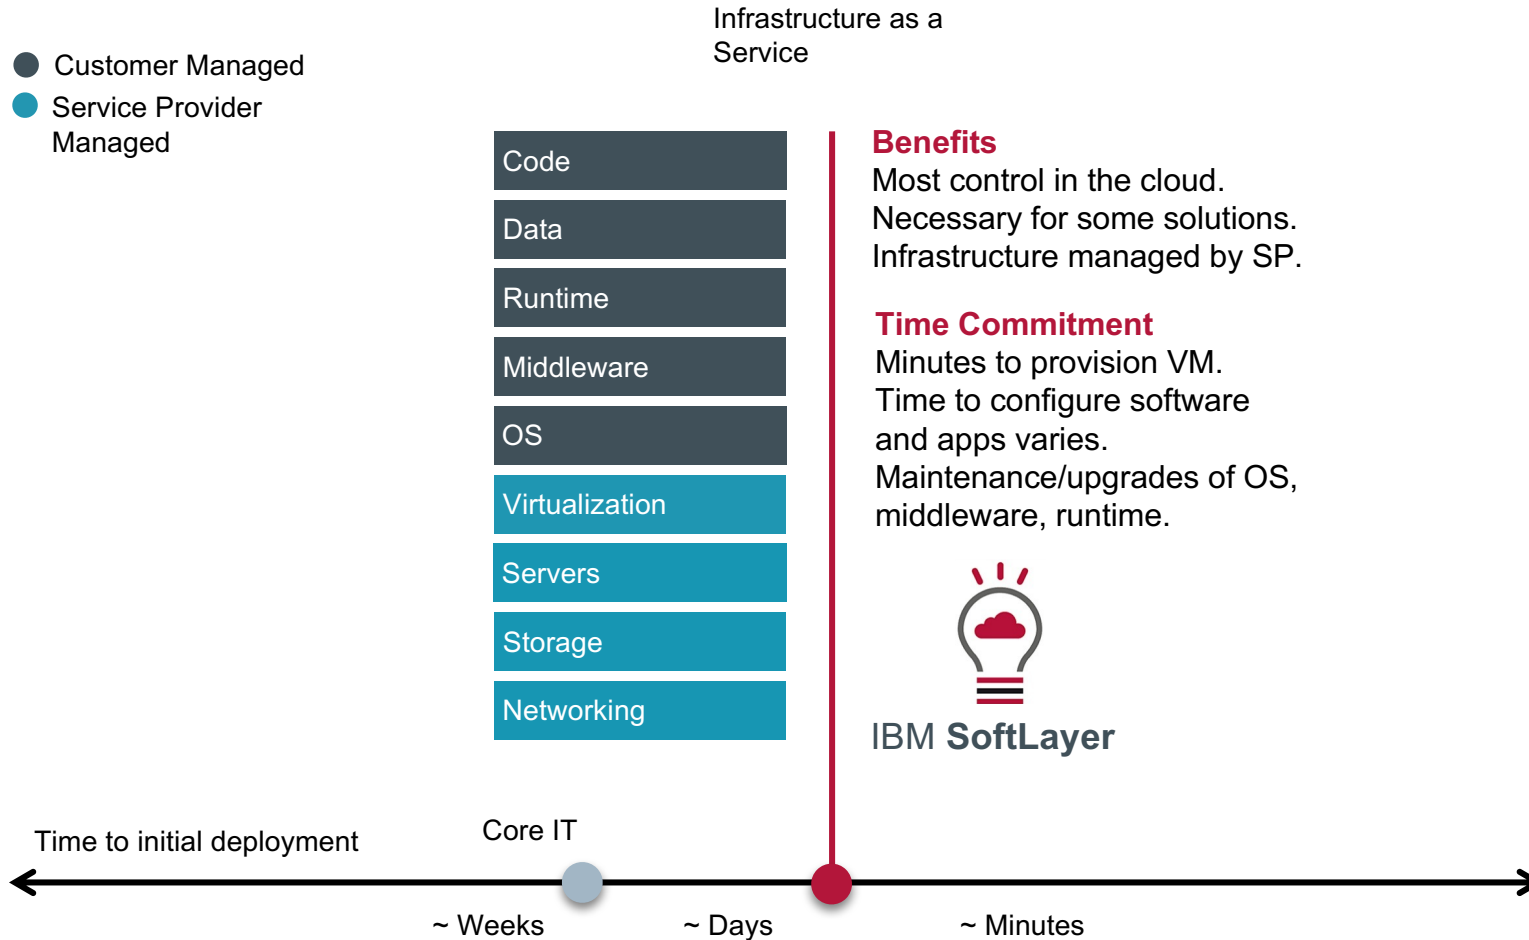 Infrastructure as a
Service
Customer Managed
Service Provider
Managed
Code
Data
Runtime
Middleware
OS
Virtualization
Servers
Storage
Networking
Benefits
Most control in the cloud.
Necessary for some solutions.
Infrastructure managed by SP.
Time Commitment
Minutes to provision VM.
Time to configure software
and apps varies.
Maintenance/upgrades of OS,
middleware, runtime.
IBM SoftLayer
Time to initial deployment
Core IT
~ Weeks
~ Days
~ Minutes